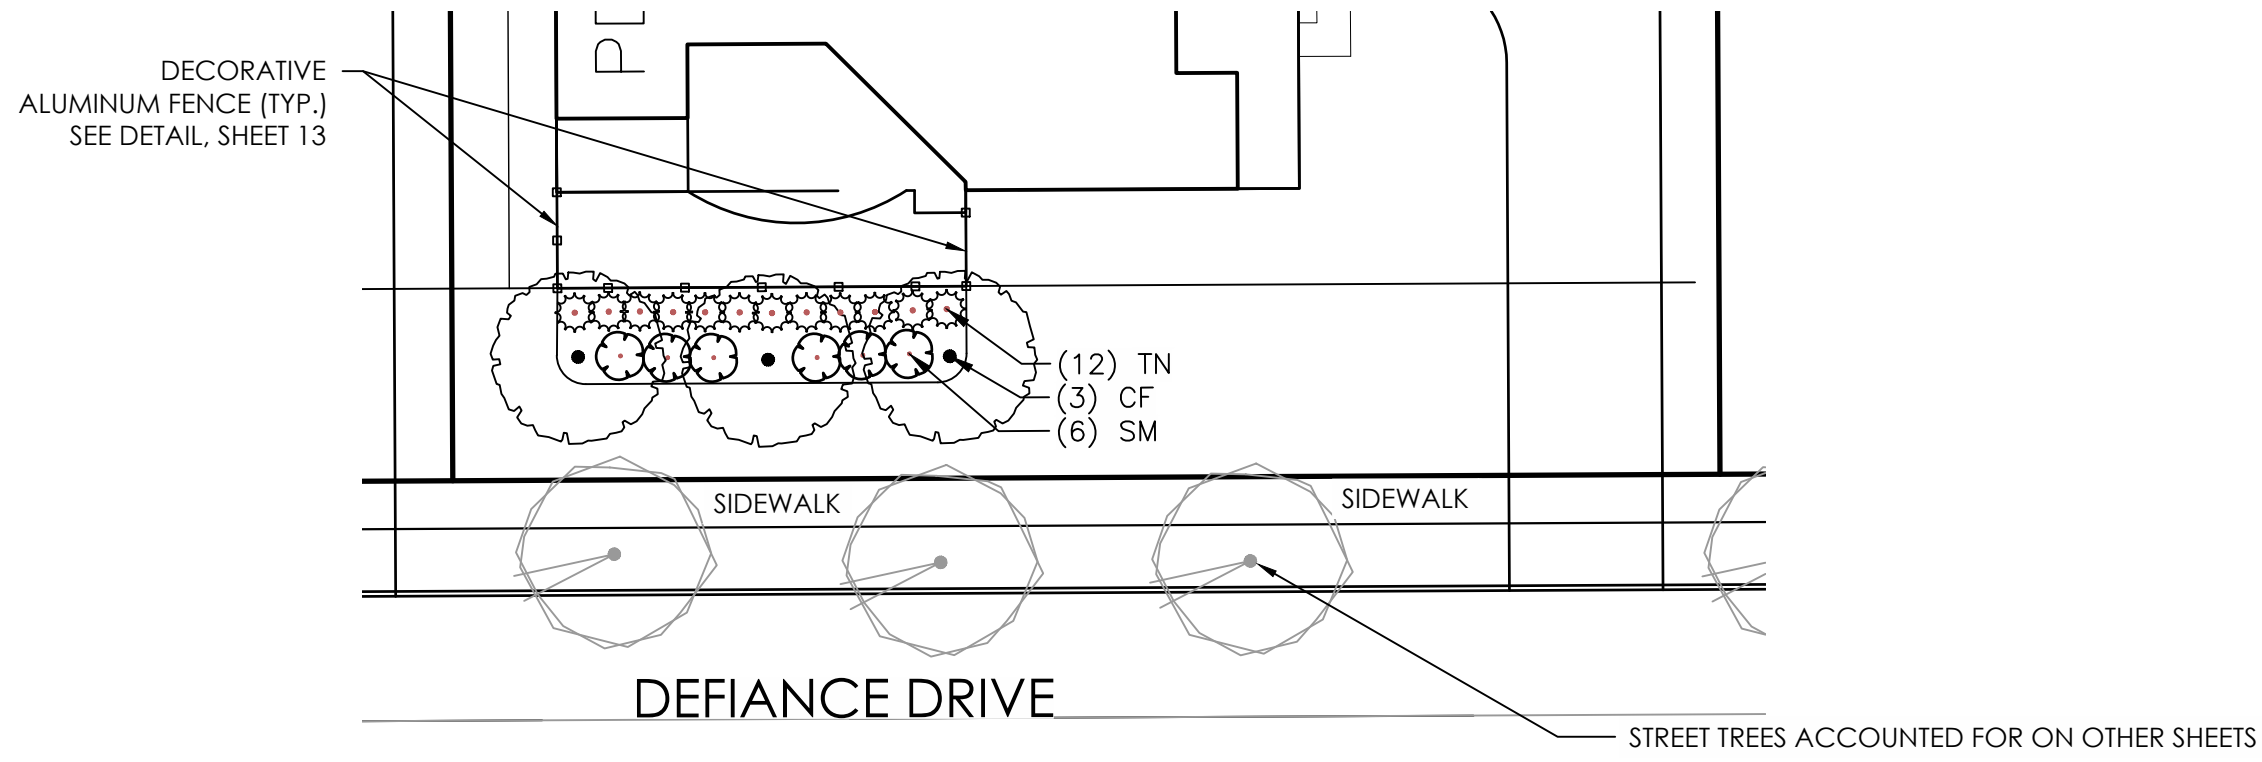 DECORATIVE
ALUMINUM FENCE (TYP.)
SEE DETAIL, SHEET 13
(12) TN
(3) CF
(6) SM
SIDEWALK
SIDEWALK
DEFIANCE DRIVE
STREET TREES ACCOUNTED FOR ON OTHER SHEETS